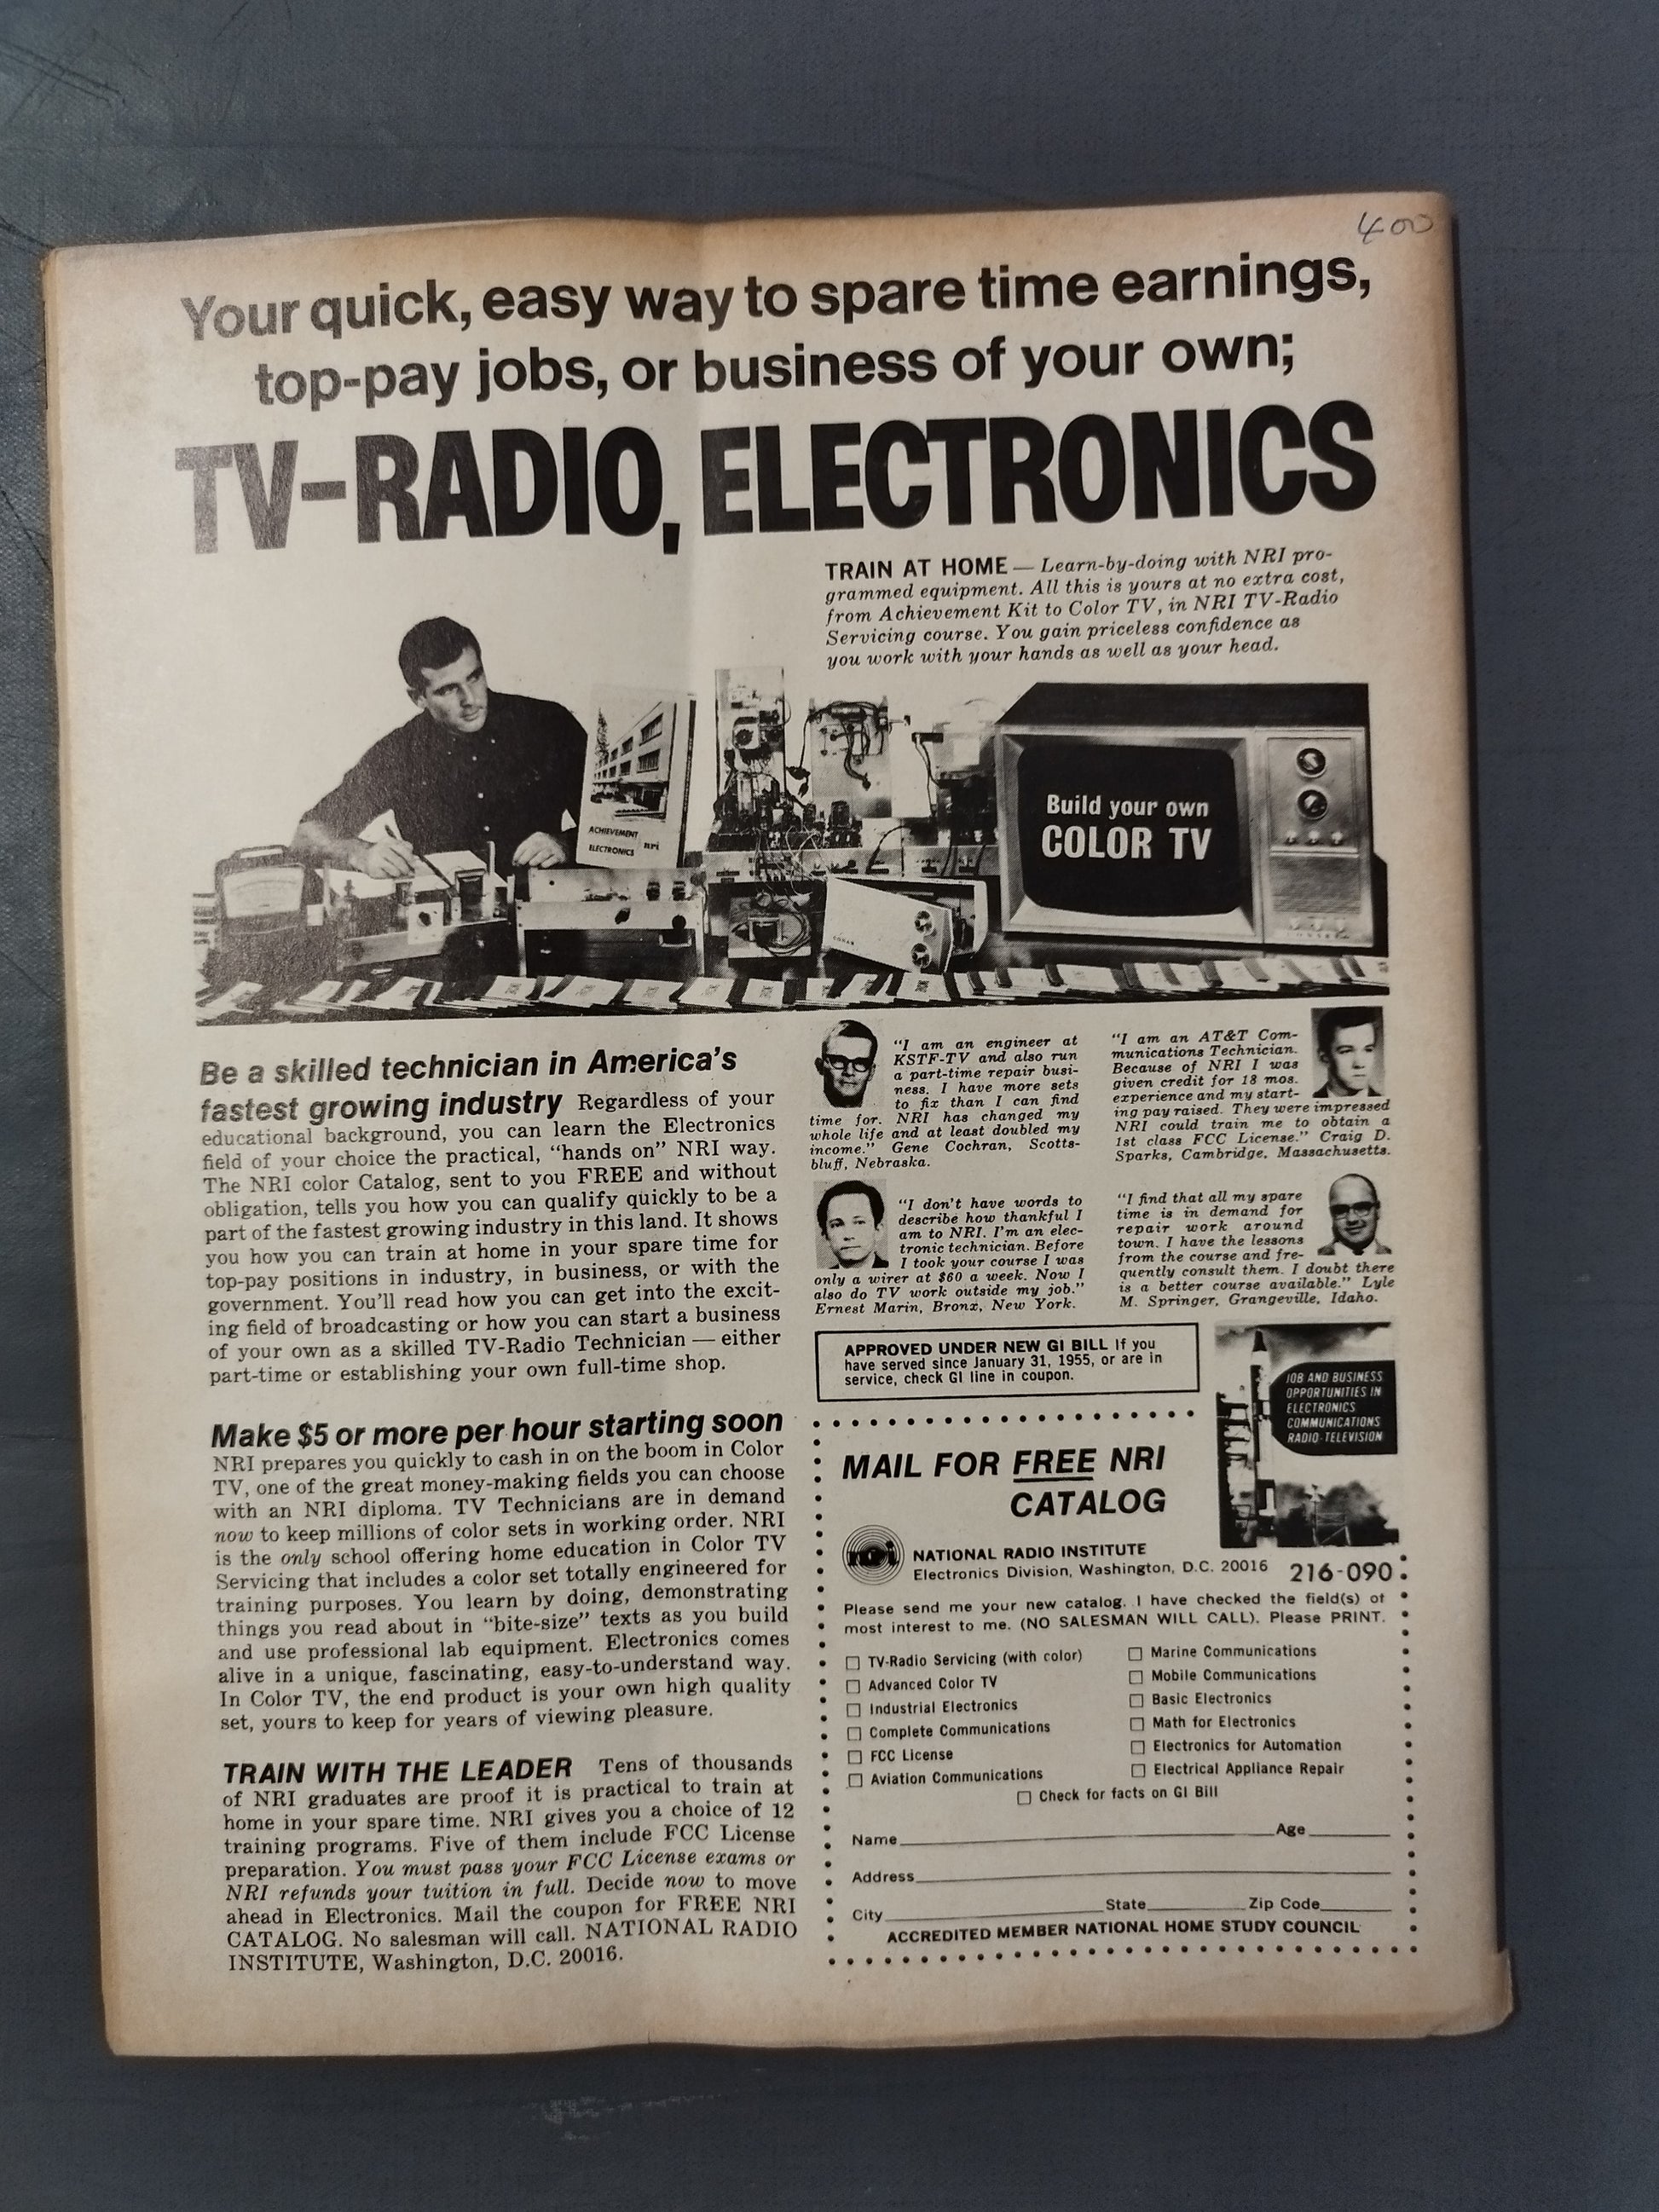 400
Your quick, easy way to spare time earnings,
top-pay jobs, or business of your own;
TV-RADIO, ELECTRONICS
TRAIN AT HOME — Learn-by-doing with NRI pro-
grammed equipment. All this is yours at no extra cost,
from Achievement Kit to Color TV, in NRI TV-Radio
Servicing course. You gain priceless confidence as
you work with your hands as well as your head.
ACHIEVEMENT
ELECTRONICS nri
Build your own
COLOR TV
CONAR
Be a skilled technician in America's
fastest growing industry Regardless of your
educational background, you can learn the Electronics
field of your choice the practical, "hands on" NRI way.
The NRI color Catalog, sent to you FREE and without
obligation, tells you how you can qualify quickly to be a
part of the fastest growing industry in this land. It shows
you how you can train at home in your spare time for
top-pay positions in industry, in business, or with the
government. You'll read how you can get into the excit-
ing field of broadcasting or how you can start a business
of your own as a skilled TV-Radio Technician — either
part-time or establishing your own full-time shop.
Make $5 or more per hour starting soon
NRI prepares you quickly to cash in on the boom in Color
TV, one of the great money-making fields you can choose
with an NRI diploma. TV Technicians are in demand
now to keep millions of color sets in working order. NRI
is the only school offering home education in Color TV
Servicing that includes a color set totally engineered for
training purposes. You learn by doing, demonstrating
things you read about in "bite-size" texts as you build
and use professional lab equipment. Electronics comes
alive in a unique, fascinating, easy-to-understand way.
In Color TV, the end product is your own high quality
set, yours to keep for years of viewing pleasure.
TRAIN WITH THE LEADER Tens of thousands
of NRI graduates are proof it is practical to train at
home in your spare time. NRI gives you a choice of 12
training programs. Five of them include FCC License
preparation. You must pass your FCC License exams or
NRI refunds your tuition in full. Decide now to move
ahead in Electronics. Mail the coupon for FREE NRI
CATALOG. No salesman will call. NATIONAL RADIO
INSTITUTE, Washington, D.C. 20016.
"I am an engineer at
KSTF-TV and also run
a part-time repair busi-
ness. I have more sets
to fix than I can find
time for. NRI has changed my
whole life and at least doubled my
income." Gene Cochran, Scotts-
bluff, Nebraska.
"I am an AT&T Com-
munications Technician.
Because of NRI I was
given credit for 18 mos.
experience and my start-
ing pay raised. They were impressed
NRI could train me to obtain a
1st class FCC License." Craig D.
Sparks, Cambridge, Massachusetts.
"I don't have words to
describe how thankful I
am to NRI. I'm an elec-
tronic technician. Before
I took your course I was
only a wirer at $60 a week. Now I
also do TV work outside my job."
Ernest Marin, Bronx, New York.
"I find that all my spare
time is in demand for
repair work around
town. I have the lessons
from the course and fre-
quently consult them. I doubt there
is a better course available." Lyle
M. Springer, Grangeville, Idaho.
APPROVED UNDER NEW GI BILL If you
have served since January 31, 1955, or are in
service, check GI line in coupon.
JOB AND BUSINESS
OPPORTUNITIES IN
ELECTRONICS
COMMUNICATIONS
RADIO-TELEVISION
MAIL FOR FREE NRI
CATALOG
nri
NATIONAL RADIO INSTITUTE
Electronics Division, Washington, D.C. 20016 216-090
Please send me your new catalog. I have checked the field(s) of
most interest to me. (NO SALESMAN WILL CALL). Please PRINT.
TV-Radio Servicing (with color)
Advanced Color TV
Industrial Electronics
Complete Communications
FCC License
Aviation Communications
Marine Communications
Mobile Communications
Basic Electronics
Math for Electronics
Electronics for Automation
Electrical Appliance Repair
Check for facts on GI Bill
Name Age
Address
City State Zip Code
ACCREDITED MEMBER NATIONAL HOME STUDY COUNCIL